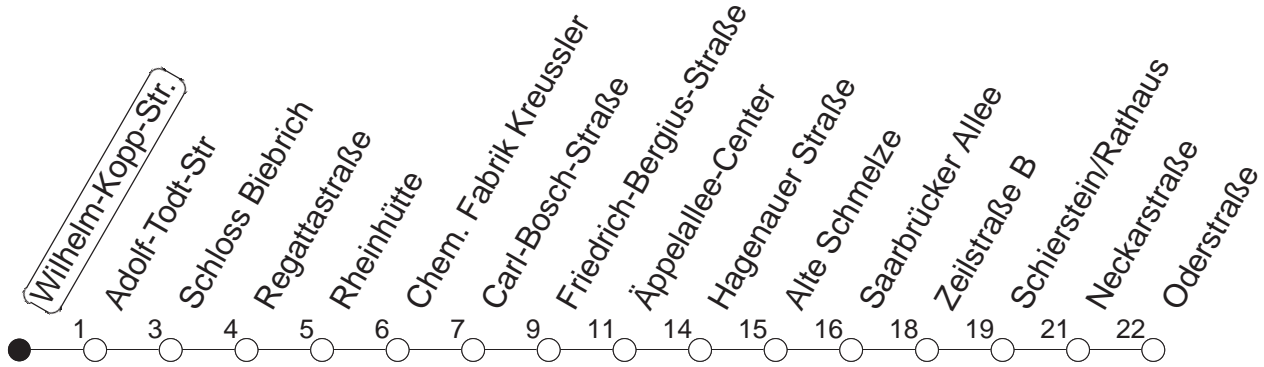 Wilhelm-Kopp-Str.
Adolf-Todt-Str
Schloss Biebrich
Regattastraße
Rheinhütte
Chem. Fabrik Kreussler
Carl-Bosch-Straße
Friedrich-Bergius-Straße
Äppelallee-Center
Hagenauer Straße
Alte Schmelze
Saarbrücker Allee
Zeilstraße B
Schierstein/Rathaus
Neckarstraße
Oderstraße
1 3 4 5 6 7 9 11 14 15 16 18 19 21 22